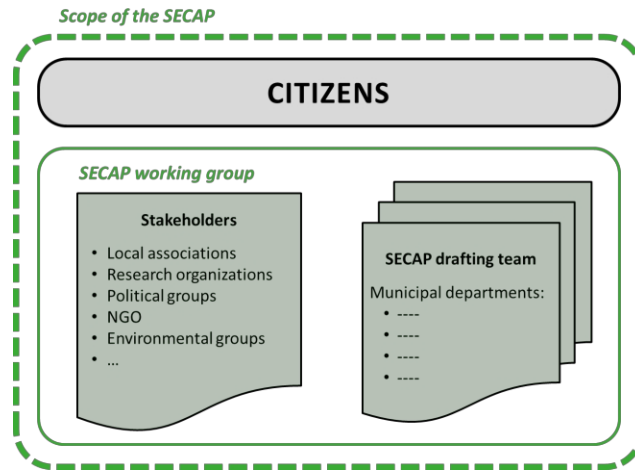 Scope of the SECAP
CITIZENS
SECAP working group
Stakeholders
• Local associations
• Research organizations
• Political groups
• NGO
• Environmental groups
• ...
SECAP drafting team
Municipal departments:
• ----
• ----
• ----
• ----